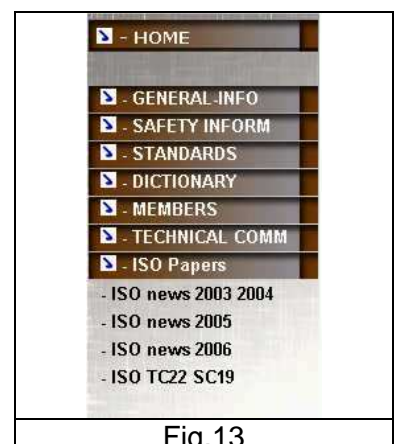 - HOME
- GENERAL-INFO
- SAFETY INFORM
- STANDARDS
- DICTIONARY
- MEMBERS
- TECHNICAL COMM
- ISO Papers
- ISO news 2003 2004
- ISO news 2005
- ISO news 2006
- ISO TC22 SC19
Fig.13